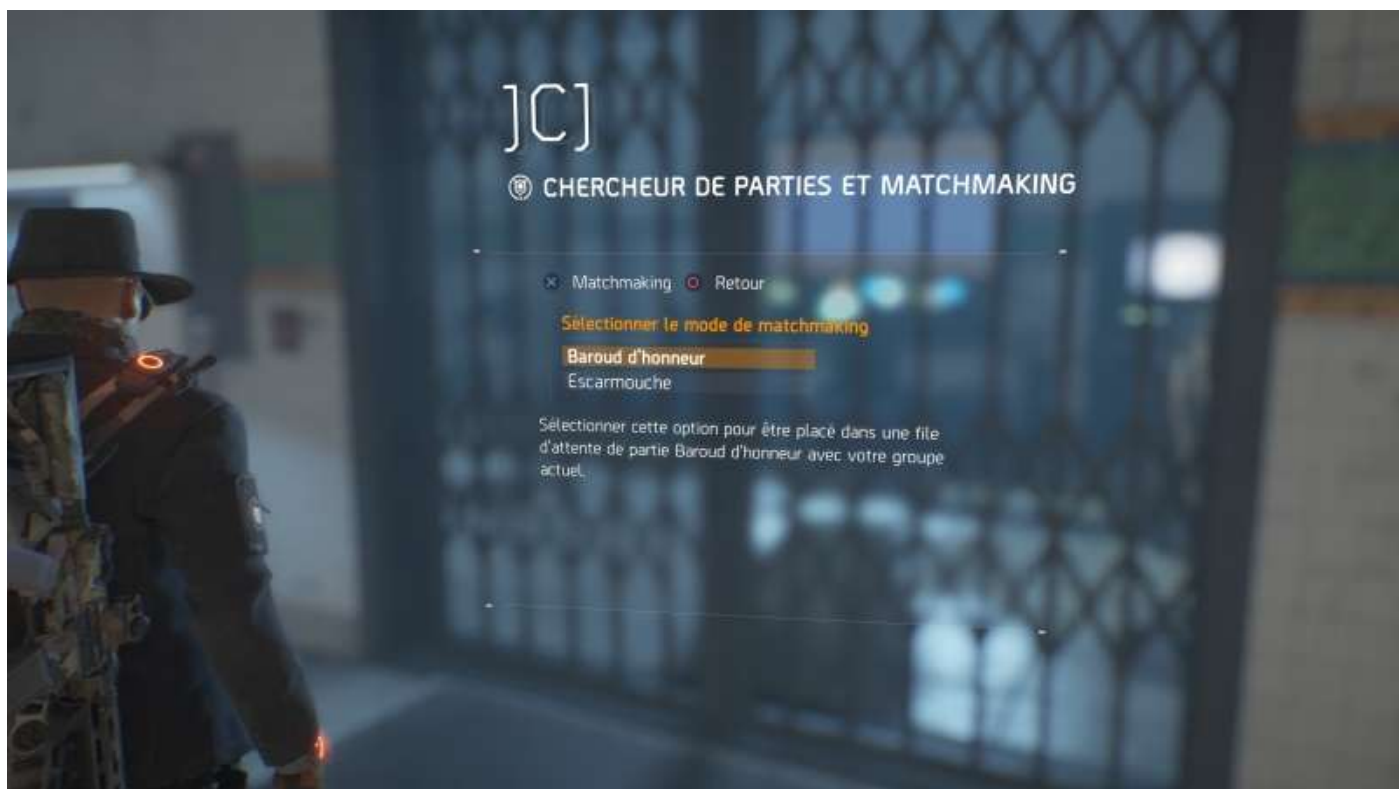 ]C]
CHERCHEUR DE PARTIES ET MATCHMAKING
Matchmaking Retour
Sélectionner le mode de matchmaking
Baroud d'honneur
Escarmouche
Sélectionner cette option pour être placé dans une file
d'attente de partie Baroud d'honneur avec votre groupe
actuel.